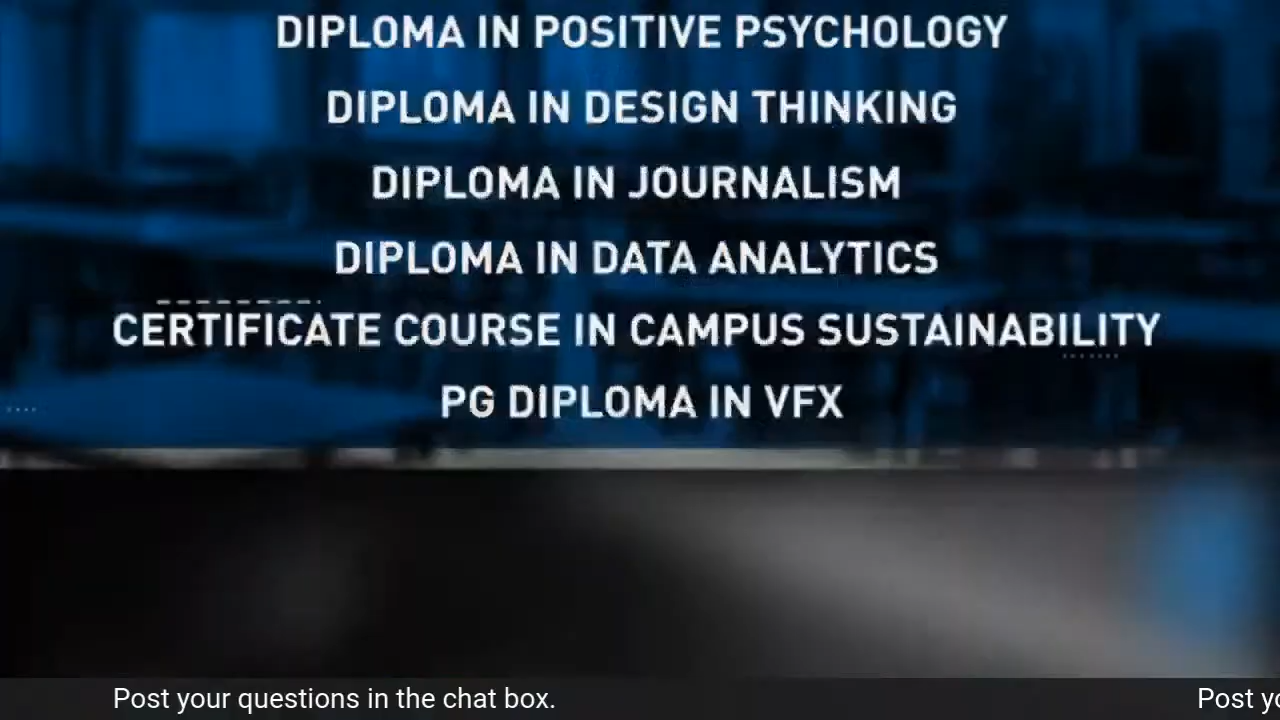 DIPLOMA IN POSITIVE PSYCHOLOGY
DIPLOMA IN DESIGN THINKING
DIPLOMA IN JOURNALISM
DIPLOMA IN DATA ANALYTICS
CERTIFICATE COURSE IN CAMPUS SUSTAINABILITY
PG DIPLOMA IN VFX
Post your questions in the chat box.
Post